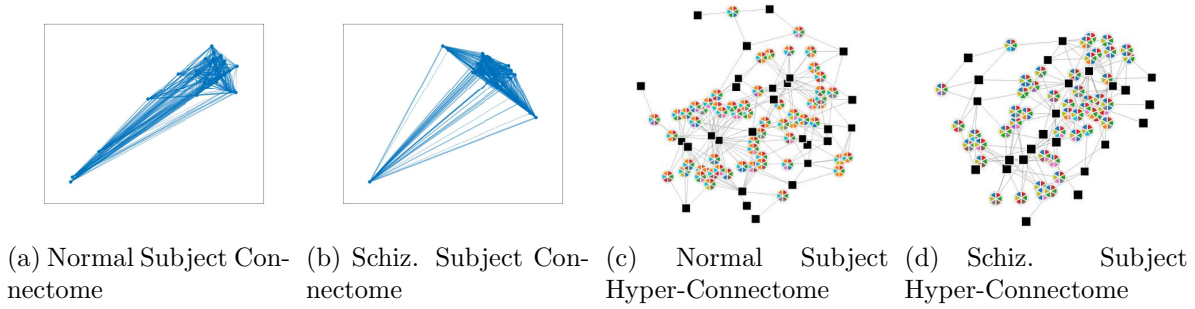 (a) Normal Subject Con-
nectome
(b) Schiz. Subject Con-
nectome
(c) Normal Subject
Hyper-Connectome
(d) Schiz. Subject
Hyper-Connectome